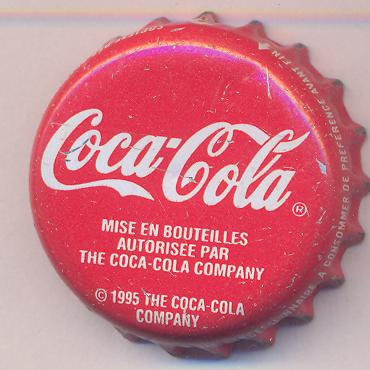 Coca-Cola ®
MISE EN BOUTEILLES
AUTORISEE PAR
THE COCA-COLA COMPANY
© 1995 THE COCA-COLA
COMPANY
A CONSOMMER DE PREFERENCE AVANT FIN